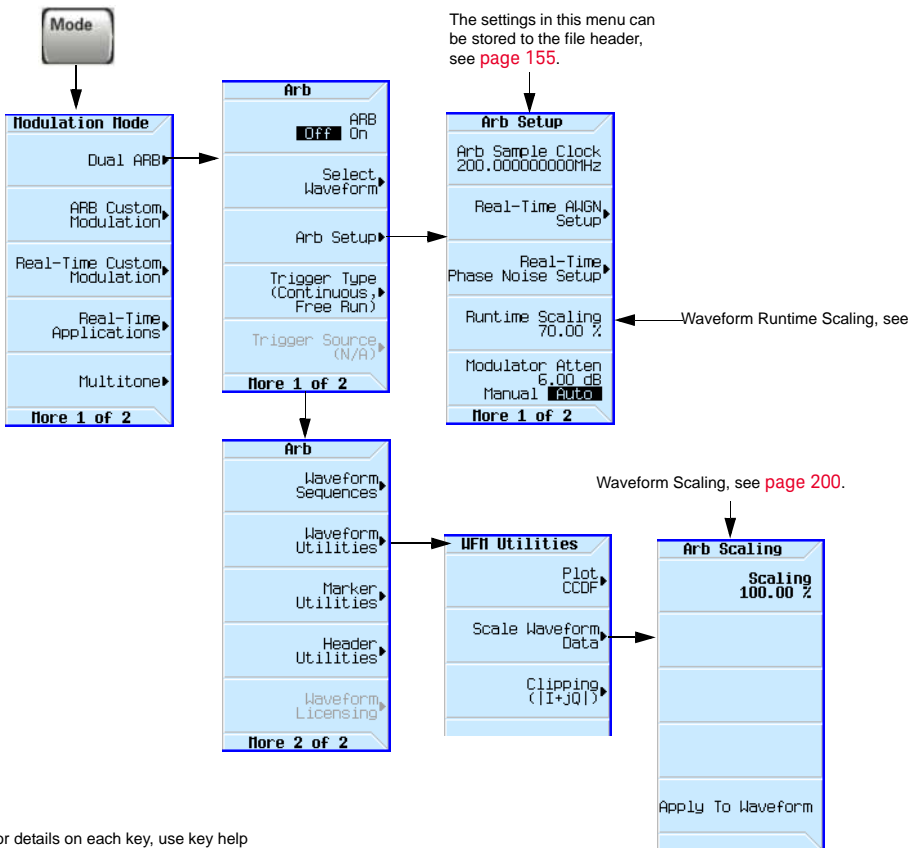 Mode
The settings in this menu can
be stored to the file header,
see page 155.
Modulation Mode
Dual ARB
ARB Custom
Modulation
Real-Time Custom
Modulation
Real-Time
Applications
Multitone
More 1 of 2
Arb
ARB
Off On
Select
Waveform
Arb Setup
Trigger Type
(Continuous,
Free Run)
Trigger Source
(N/A)
More 1 of 2
Arb Setup
Arb Sample Clock
200.000000000MHz
Real-Time AWGN
Setup
Real-Time
Phase Noise Setup
Runtime Scaling
70.00 %
Modulator Atten
6.00 dB
Manual Auto
More 1 of 2
Waveform Runtime Scaling, see
Arb
Waveform
Sequences
Waveform
Utilities
Marker
Utilities
Header
Utilities
Waveform
Licensing
More 2 of 2
WFM Utilities
Plot
CCDF
Scale Waveform
Data
Clipping
(|I+jQ|)
Waveform Scaling, see page 200.
Arb Scaling
Scaling
100.00 %
Apply To Waveform
or details on each key, use key help